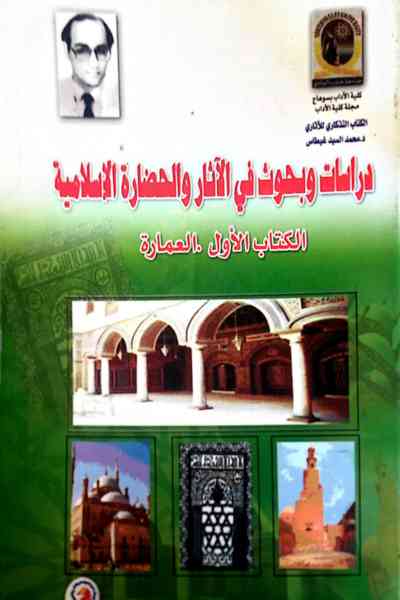 كلية الآداب بسوهاج
مجلة كلية الآداب
الكتاب التذكاري للأثاري
د.محمد السيد غيطاس
دراسات وبحوث في الآثار والحضارة الإسلامية
الكتاب الأول .العمارة